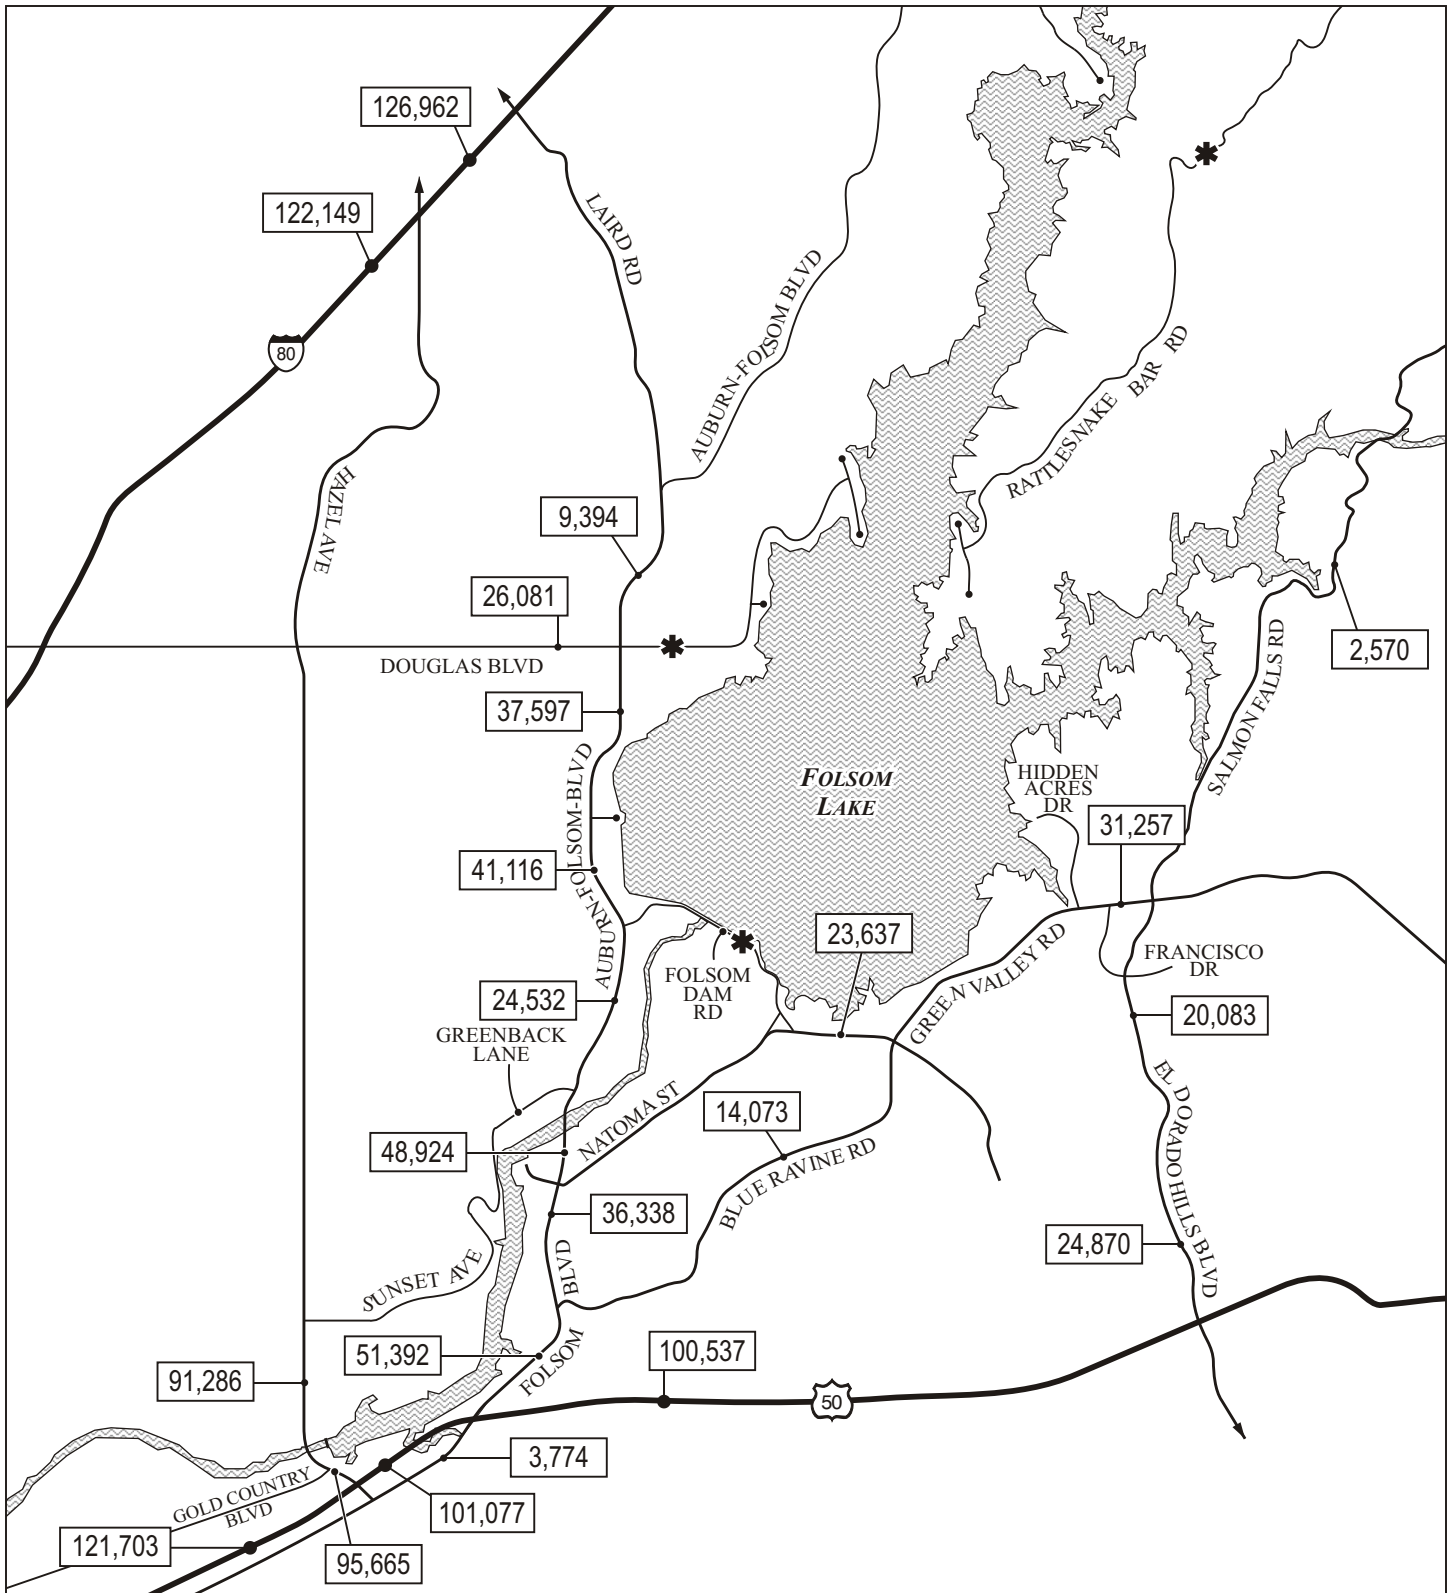 126,962
122,149
LAIRD RD
80
AUBURN-FOLSOM BLVD
RATTLESNAKE BAR RD
HAZEL AVE
9,394
26,081
DOUGLAS BLVD
2,570
SALMON FALLS RD
37,597
AUBURN-FOLSOM-BLVD
FOLSOM
LAKE
HIDDEN
ACRES
DR
31,257
41,116
23,637
GREEN VALLEY RD
FRANCISCO
DR
FOLSOM
DAM
RD
24,532
20,083
GREENBACK
LANE
EL DORADO HILLS BLVD
NATOMA ST
14,073
48,924
BLUE RAVINE RD
36,338
24,870
SUNSET AVE
FOLSOM BLVD
51,392
100,537
91,286
50
3,774
GOLD COUNTRY
BLVD
101,077
121,703
95,665